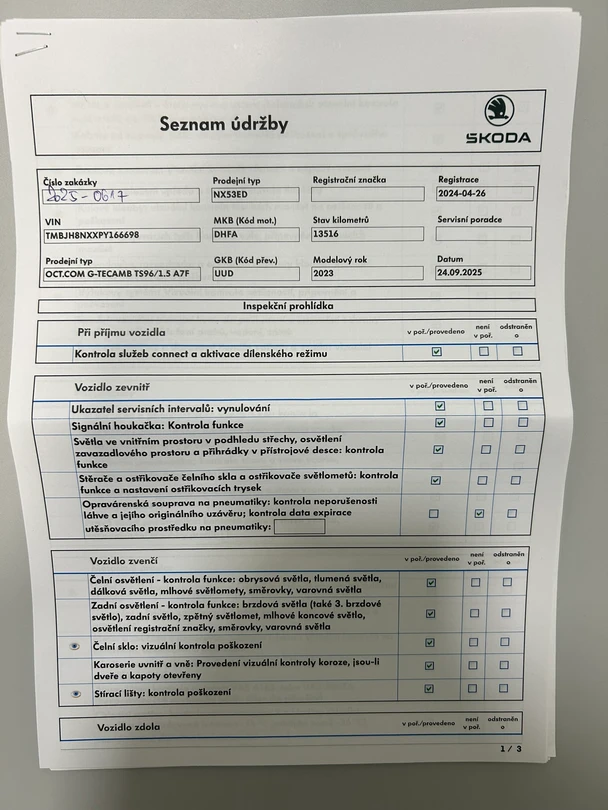 Seznam údržby
ŠKODA
Číslo zakázky
Prodejní typ
Registrační značka
Registrace
2025-0617
NX53ED
2024-04-26
VIN
MKB (Kód mot.)
Stav kilometrů
Servisní poradce
TMBJH8NXXPY166698
DHFA
13516
Prodejní typ
GKB (Kód přev.)
Modelový rok
Datum
OCT.COM G-TECAMB TS96/1.5 A7F
UUD
2023
24.09.2025
Inspekční prohlídka
Při příjmu vozidla
v poř./provedeno
není v poř.
odstraněn o
Kontrola služeb connect a aktivace dílenského režimu
Vozidlo zevnitř
v poř./provedeno
není v poř.
odstraněn o
Ukazatel servisních intervalů: vynulování
Signální houkačka: Kontrola funkce
Světla ve vnitřním prostoru v podhledu střechy, osvětlení
zavazadlového prostoru a přihrádky v přístrojové desce: kontrola
funkce
Stěrače a ostřikovače čelního skla a ostřikovače světlometů: kontrola
funkce a nastavení ostřikovacích trysek
Opravárenská souprava na pneumatiky: kontrola neporušenosti
láhve a jejího originálního uzávěru; kontrola data expirace
utěsňovacího prostředku na pneumatiky:
Vozidlo zvenčí
v poř./provedeno
není v poř.
odstraněn o
Čelní osvětlení - kontrola funkce: obrysová světla, tlumená světla,
dálková světla, mlhové světlomety, směrovky, varovná světla
Zadní osvětlení - kontrola funkce: brzdová světla (také 3. brzdové
světlo), zadní světlo, zpětný světlomet, mlhové koncové světlo,
osvětlení registrační značky, směrovky, varovná světla
Čelní sklo: vizuální kontrola poškození
Karoserie uvnitř a vně: Provedení vizuální kontroly koroze, jsou-li
dveře a kapoty otevřeny
Stírací lišty: kontrola poškození
Vozidlo zdola
v poř./provedeno
není v poř.
odstraněn o
1 / 3